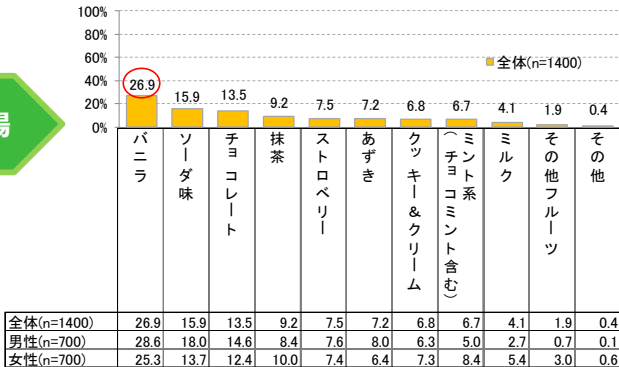 100%
80%
60%
40%
20%
0%
全体(n=1400)
26.9 15.9 13.5 9.2 7.5 7.2 6.8 6.7 4.1 1.9 0.4
場
バニラ
ソーダ味
チョコレート
抹茶
ストロベリー
あずき
クッキー&クリーム
ミント系
(チョコミント含む)
ミルク
その他フルーツ
その他
全体(n=1400) 26.9 15.9 13.5 9.2 7.5 7.2 6.8 6.7 4.1 1.9 0.4
男性(n=700) 28.6 18.0 14.6 8.4 7.6 8.0 6.3 5.0 2.7 0.7 0.1
女性(n=700) 25.3 13.7 12.4 10.0 7.4 6.4 7.3 8.4 5.4 3.0 0.6